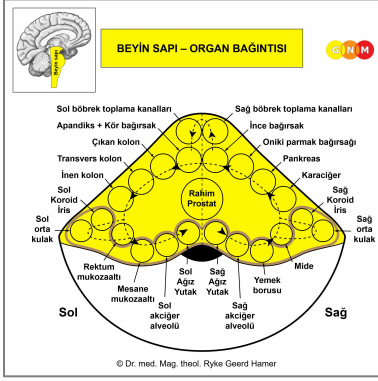 BEYİN SAPI – ORGAN BAĞINTISI
G N M
Beyin sapı
Sol böbrek toplama kanalları
Sağ böbrek toplama kanalları
Apandiks + Kör bağırsak
İnce bağırsak
Çıkan kolon
Oniki parmak bağırsağı
Transvers kolon
Pankreas
İnen kolon
Karaciğer
Sol
Koroid
İris
Rahim
Prostat
Sağ
Koroid
İris
Sol
orta
kulak
Sağ
orta
kulak
Rektum
mukozaaltı
Mesane
mukozaaltı
Sol
akciğer
alveolü
Sol
Ağız
Yutak
Sağ
Ağız
Yutak
Sağ
akciğer
alveolü
Yemek
borusu
Mide
Sol
Sağ
© Dr. med. Mag. theol. Ryke Geerd Hamer